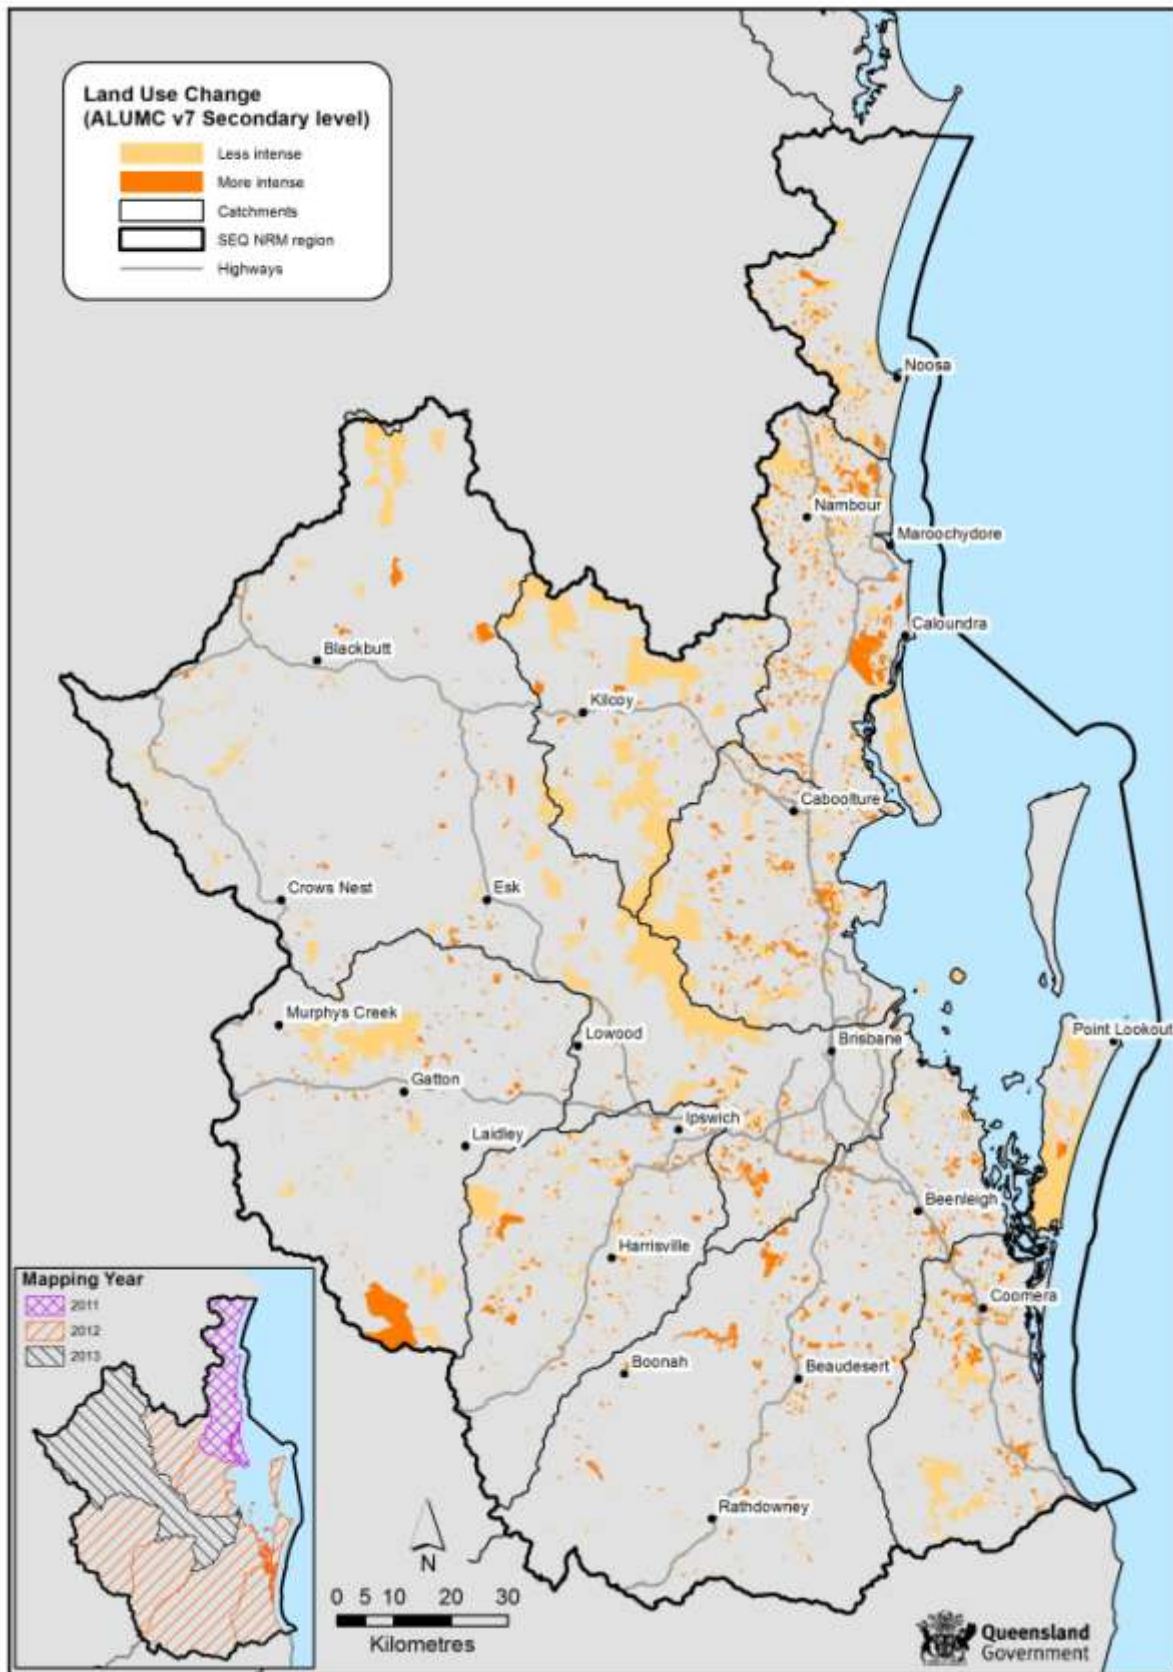 Land Use Change
(ALUMC v7 Secondary level)
Less intense
More intense
Catchments
SEQ NRM region
Highways
Noosa
Nambour
Maroochydore
Caloundra
Blackbutt
Kilcoy
Caboolture
Crows Nest
Esk
Murphys Creek
Lowood
Brisbane
Point Lookout
Gatton
Ipswich
Laidley
Beenleigh
Harrisville
Coomera
Boonah
Beaudesert
Rathdowney
Mapping Year
2011
2012
2013
N
0 5 10 20 30
Kilometres
Queensland
Government